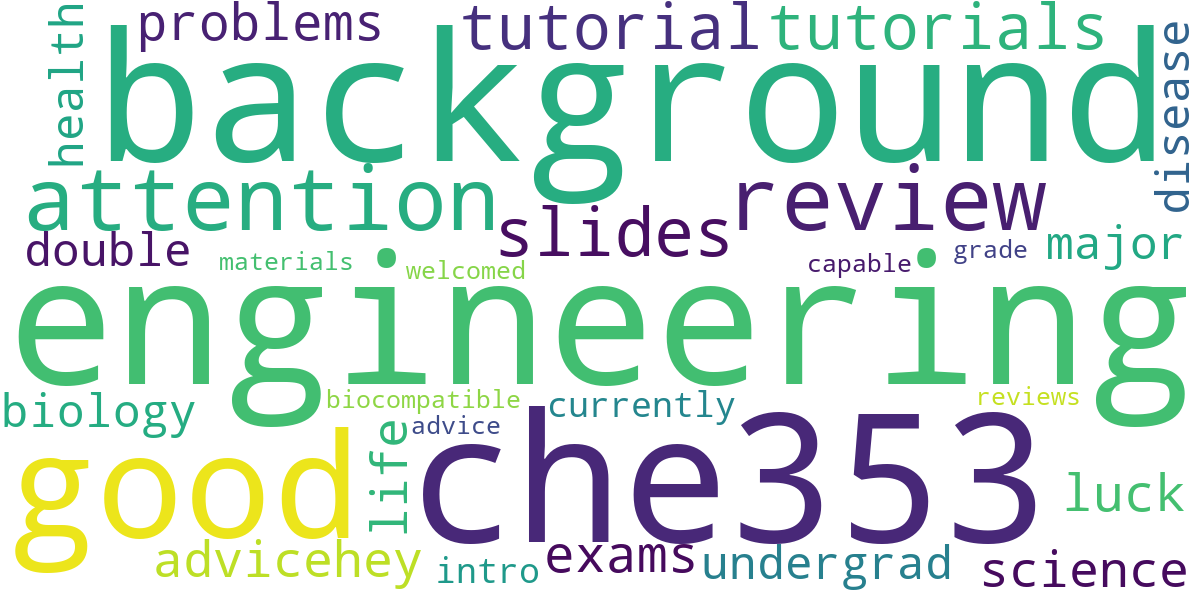 problems
tutorial
tutorials
health
background
disease
attention
review
slides
double
materials
welcomed
capable
grade
major
engineering
biology
biocompatible
currently
reviews
advice
good
life
che353
luck
advicehey
intro
exams
undergrad
science